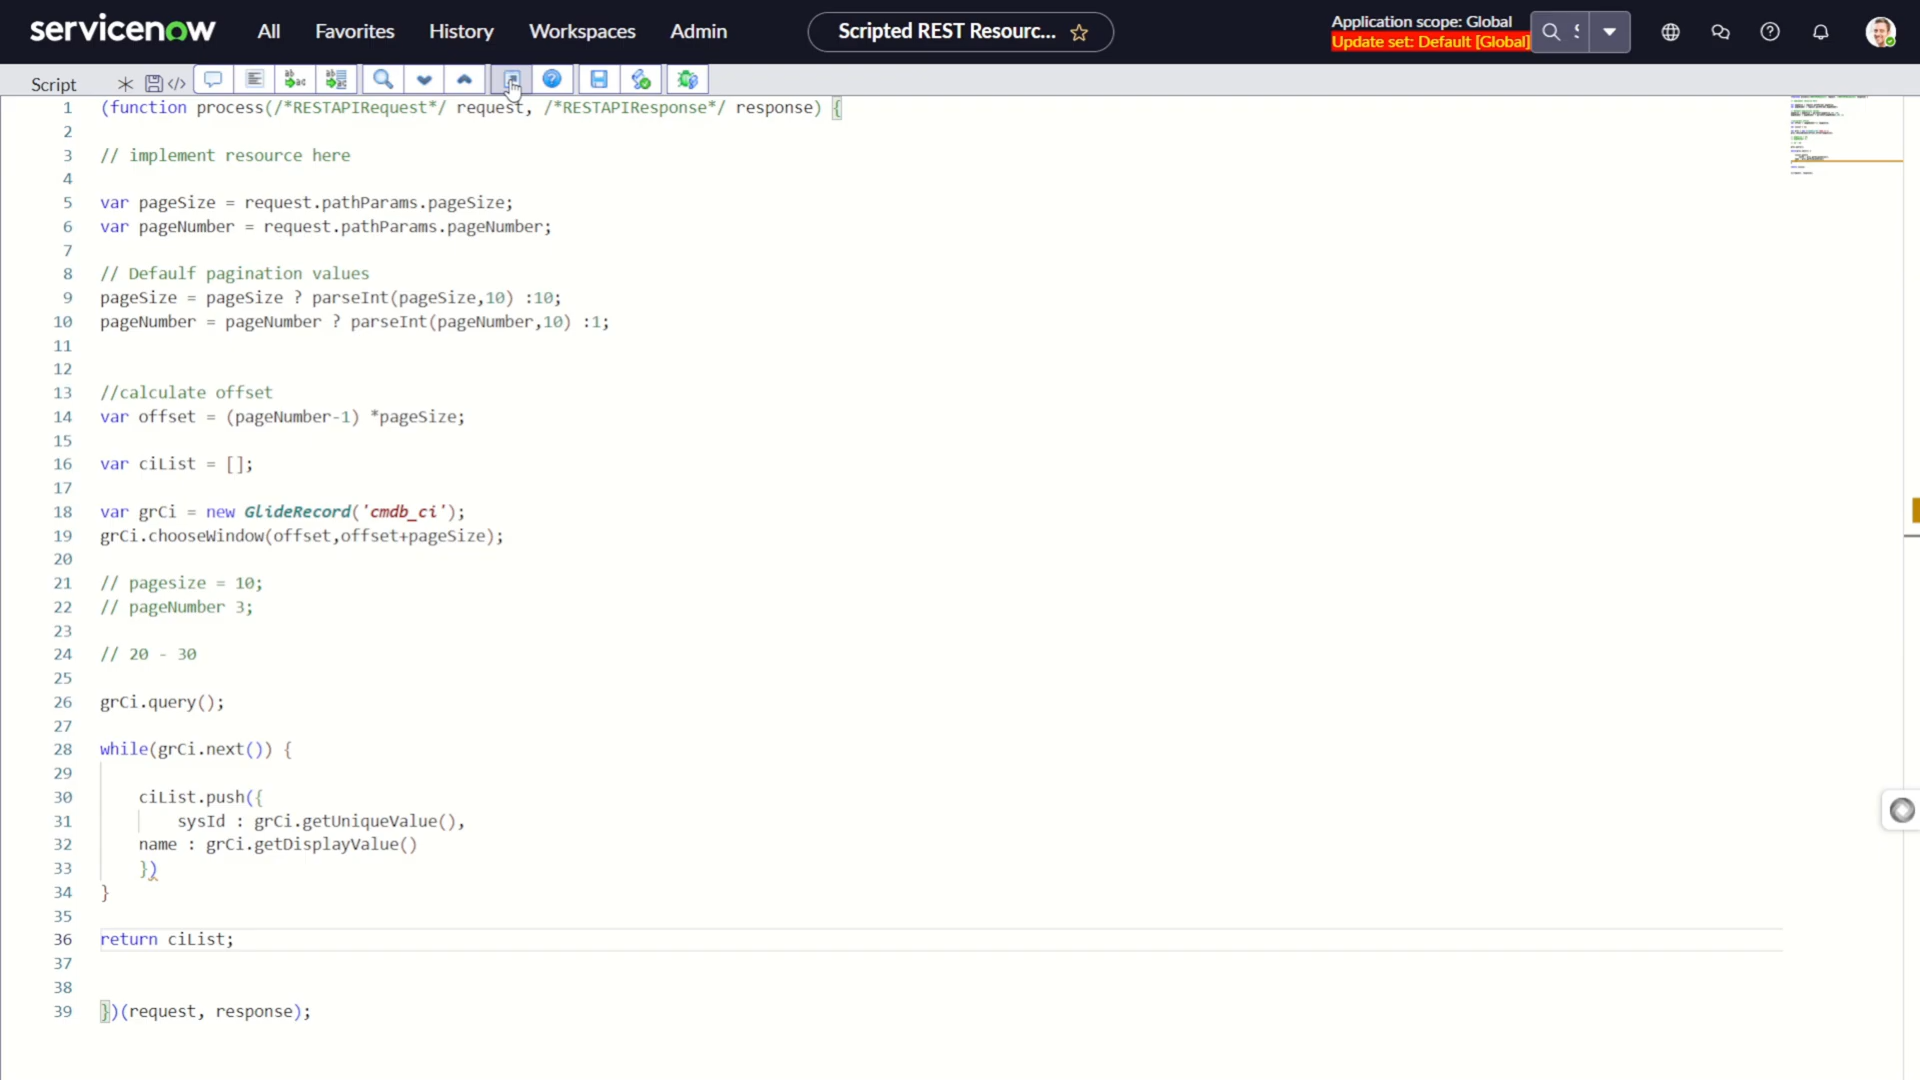 servicenow All Favorites History Workspaces Admin Scripted REST Resourc... Application scope: Global
Update set: Default [Global]
Script
1 (function process(/*RESTAPIRequest*/ request, /*RESTAPIResponse*/ response) {
2
3 // implement resource here
4
5 var pageSize = request.pathParams.pageSize;
6 var pageNumber = request.pathParams.pageNumber;
7
8 // Defaulf pagination values
9 pageSize = pageSize ? parseInt(pageSize,10) :10;
10 pageNumber = pageNumber ? parseInt(pageNumber,10) :1;
11
12
13 //calculate offset
14 var offset = (pageNumber-1) *pageSize;
15
16 var ciList = [];
17
18 var grCi = new GlideRecord('cmdb_ci');
19 grCi.chooseWindow(offset,offset+pageSize);
20
21 // pagesize = 10;
22 // pageNumber 3;
23
24 // 20 - 30
25
26 grCi.query();
27
28 while(grCi.next()) {
29
30 ciList.push({
31 sysId : grCi.getUniqueValue(),
32 name : grCi.getDisplayValue()
33 })
34 }
35
36 return ciList;
37
38
39 })(request, response);